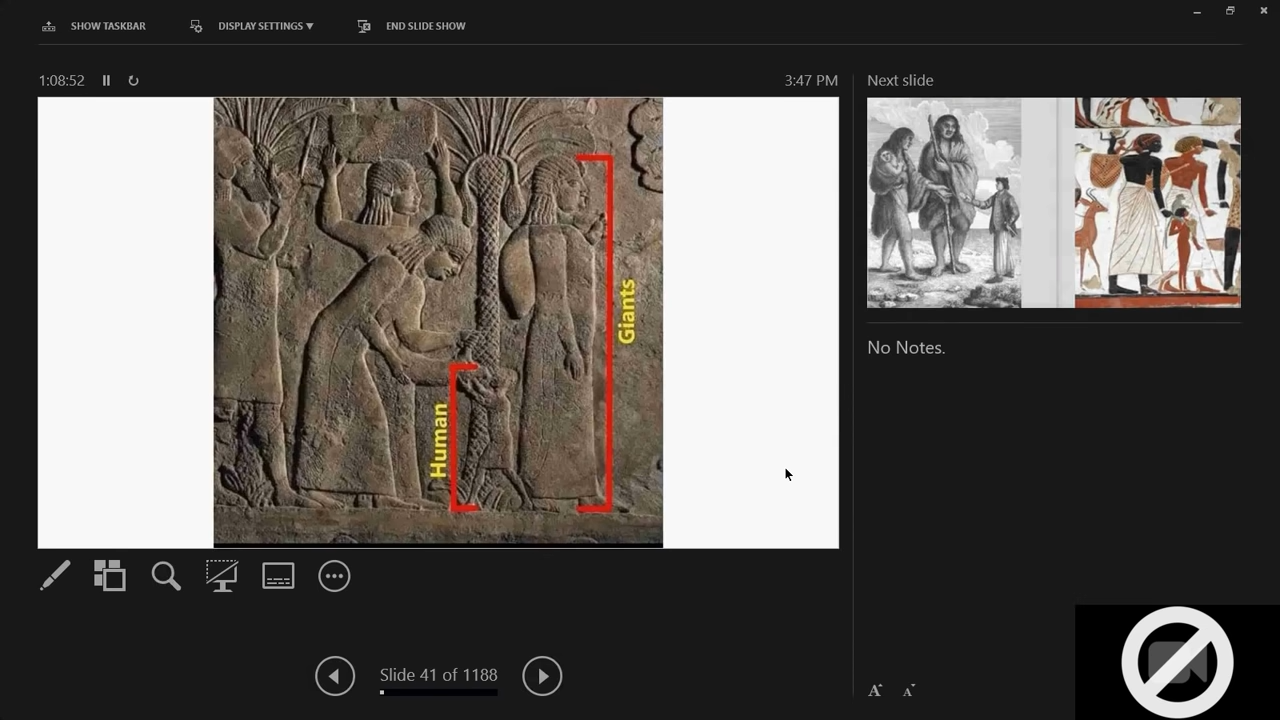 SHOW TASKBAR
DISPLAY SETTINGS ▼
END SLIDE SHOW
1:08:52
3:47 PM
Next slide
Giants
Human
No Notes.
Slide 41 of 1188
A A